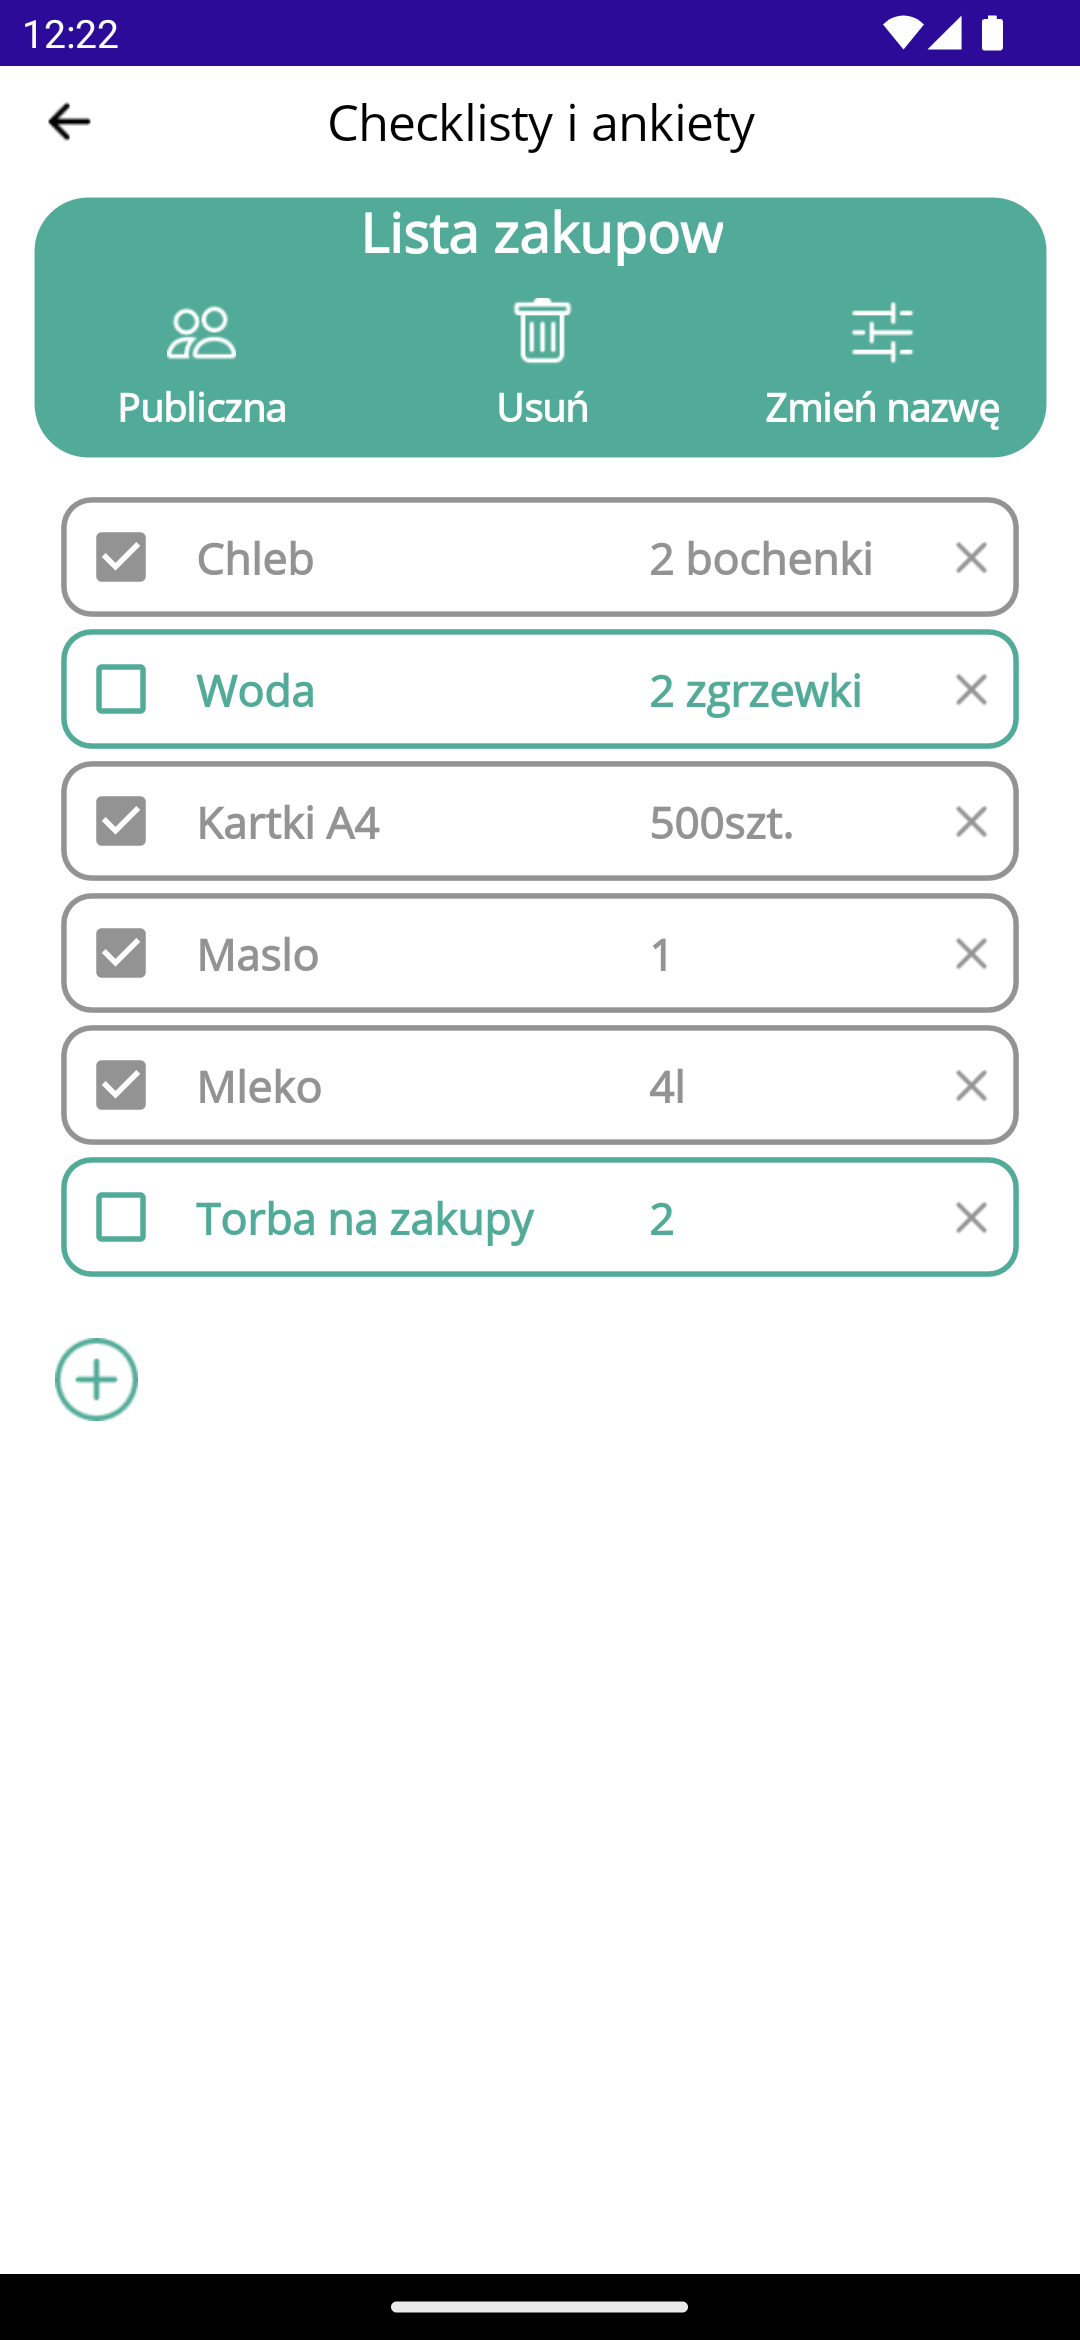 12:22
Checklisty i ankiety
Lista zakupow
Publiczna Usuń Zmień nazwę
Chleb 2 bochenki
Woda 2 zgrzewki
Kartki A4 500szt.
Maslo 1
Mleko 4l
Torba na zakupy 2